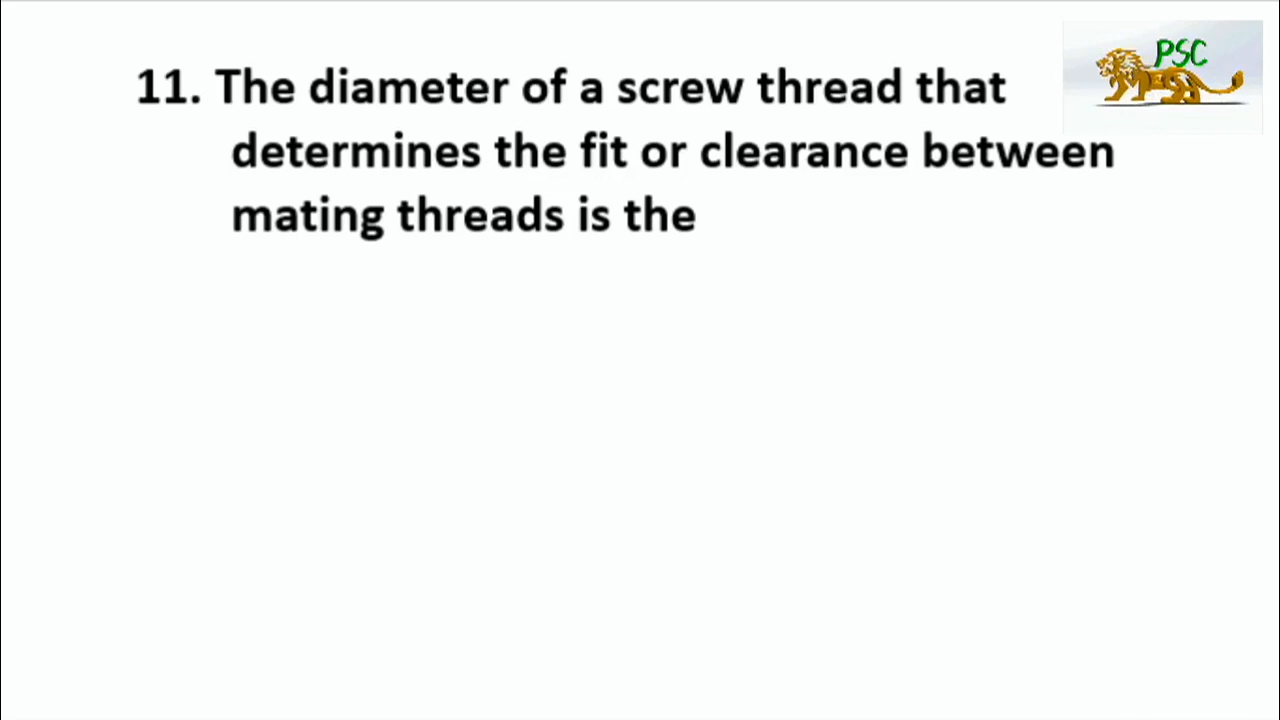 PSC
11. The diameter of a screw thread that
determines the fit or clearance between
mating threads is the